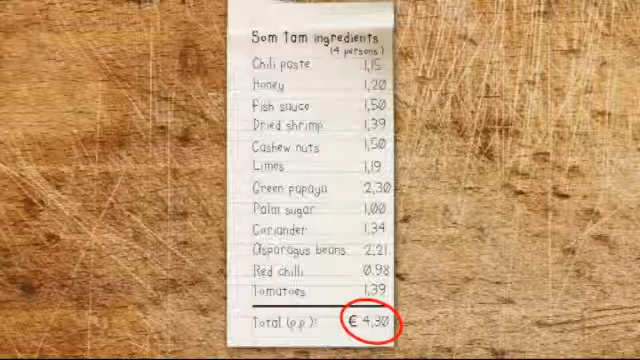 Som tam ingredients
(4 persons)
Chili paste 1,15
Honey 1,20
Fish sauce 1,50
Dried shrimp 1,39
Cashew nuts 1,50
Limes 1,19
Green papaya 2,30
Palm sugar 1,00
Coriander 1,34
Asparagus beans 2,21
Red chilli 0,98
Tomatoes 1,39
Total (p.p.): € 4,30